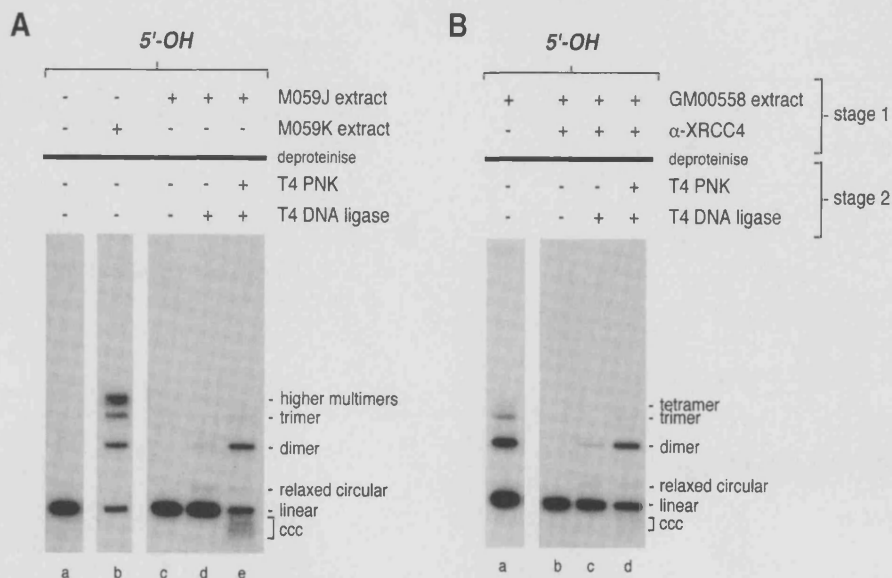 A
5'-OH
- - + + + M059J extract
- + - - - M059K extract
deproteinise
- - - - + T4 PNK
- - - + + T4 DNA ligase
- higher multimers
- trimer
- dimer
- relaxed circular
- linear
ccc
a b c d e
B
5'-OH
+ + + + GM00558 extract
- + + + α-XRCC4
deproteinise
- - - + T4 PNK
- - + + T4 DNA ligase
- stage 1
- stage 2
- tetramer
- trimer
- dimer
- relaxed circular
- linear
ccc
a b c d